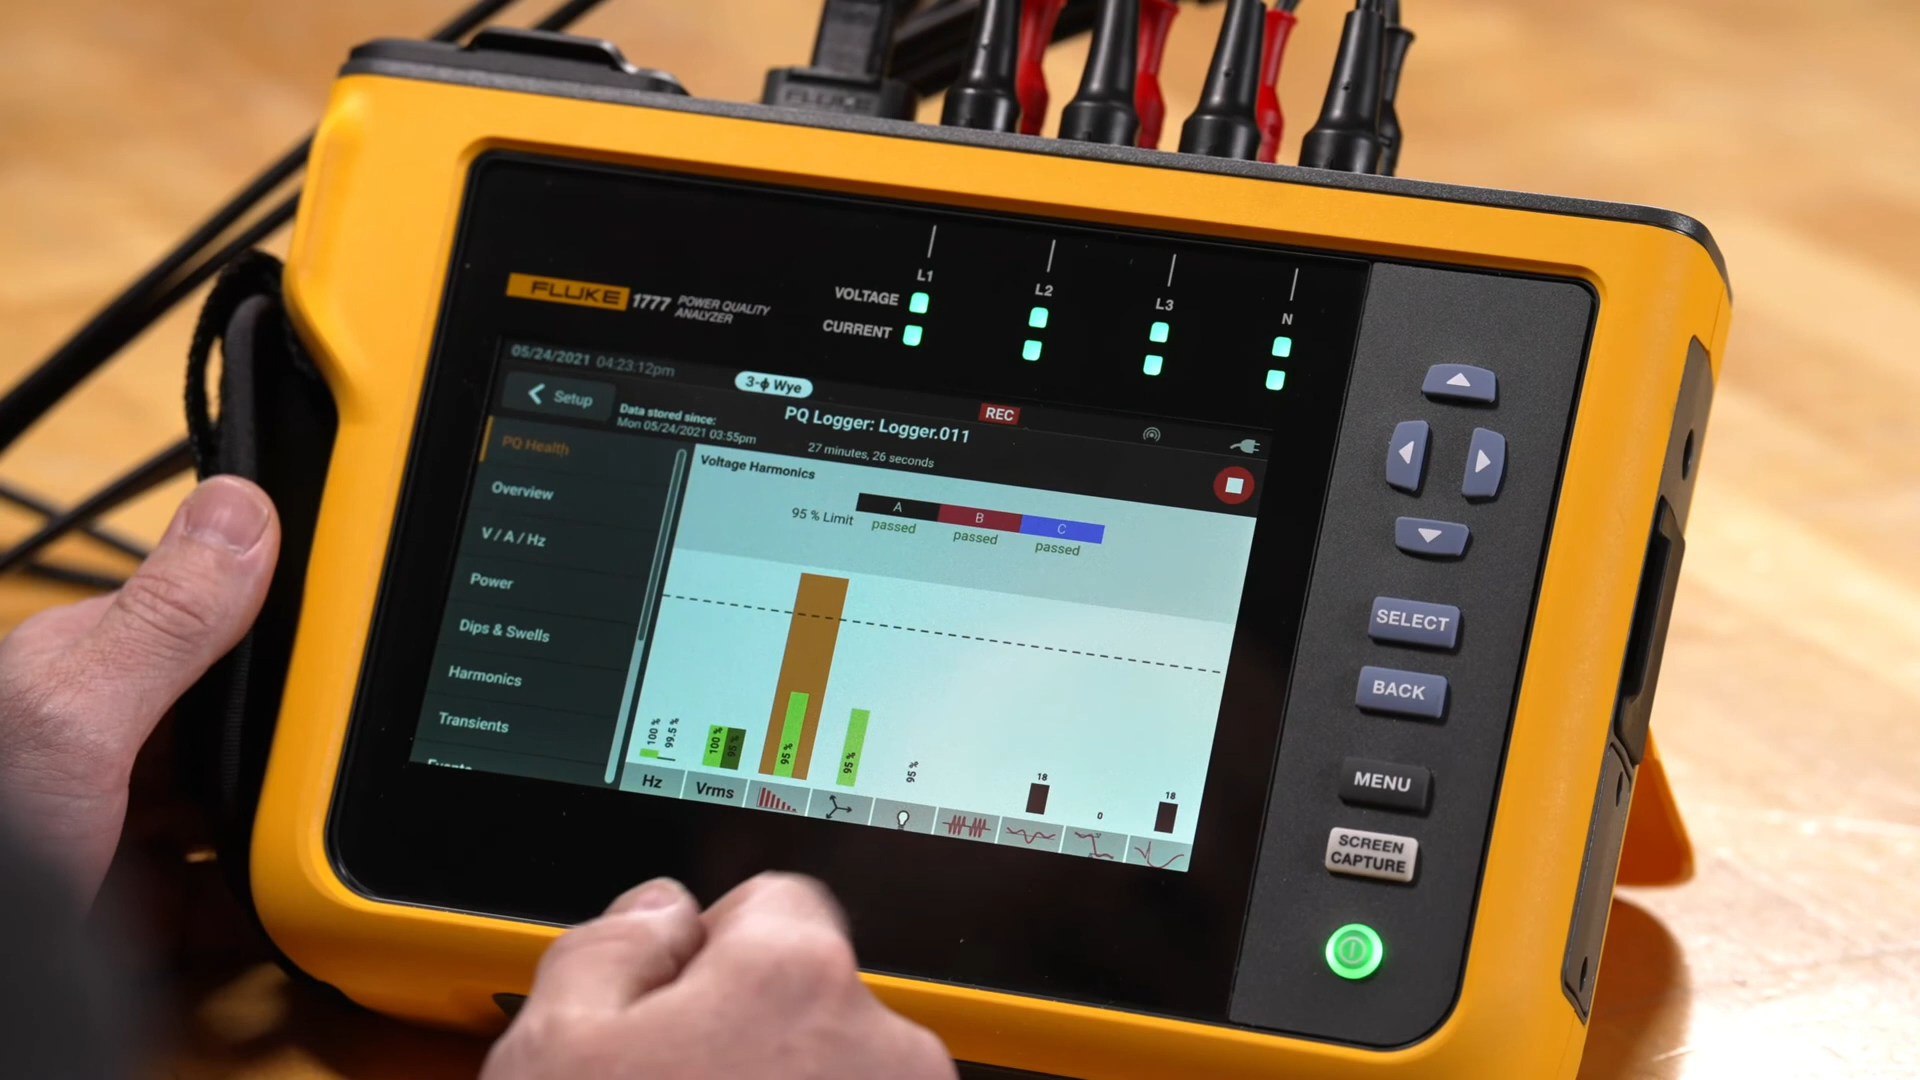 FLUKE
L1
L2
L3
N
VOLTAGE
CURRENT
FLUKE 1777 POWER QUALITY
ANALYZER
05/24/2021 04:23:12pm
3-ϕ Wye
REC
Setup
Data stored since:
Mon 05/24/2021 03:55pm
PQ Logger: Logger.011
27 minutes, 26 seconds
PQ Health
Overview
V / A / Hz
Power
Dips & Swells
Harmonics
Transients
Events
Voltage Harmonics
95 % Limit
A
B
C
passed
passed
passed
100 %
99.5 %
100 %
95 %
95 %
95 %
95 %
18
0
18
Hz
Vrms
SELECT
BACK
MENU
SCREEN
CAPTURE